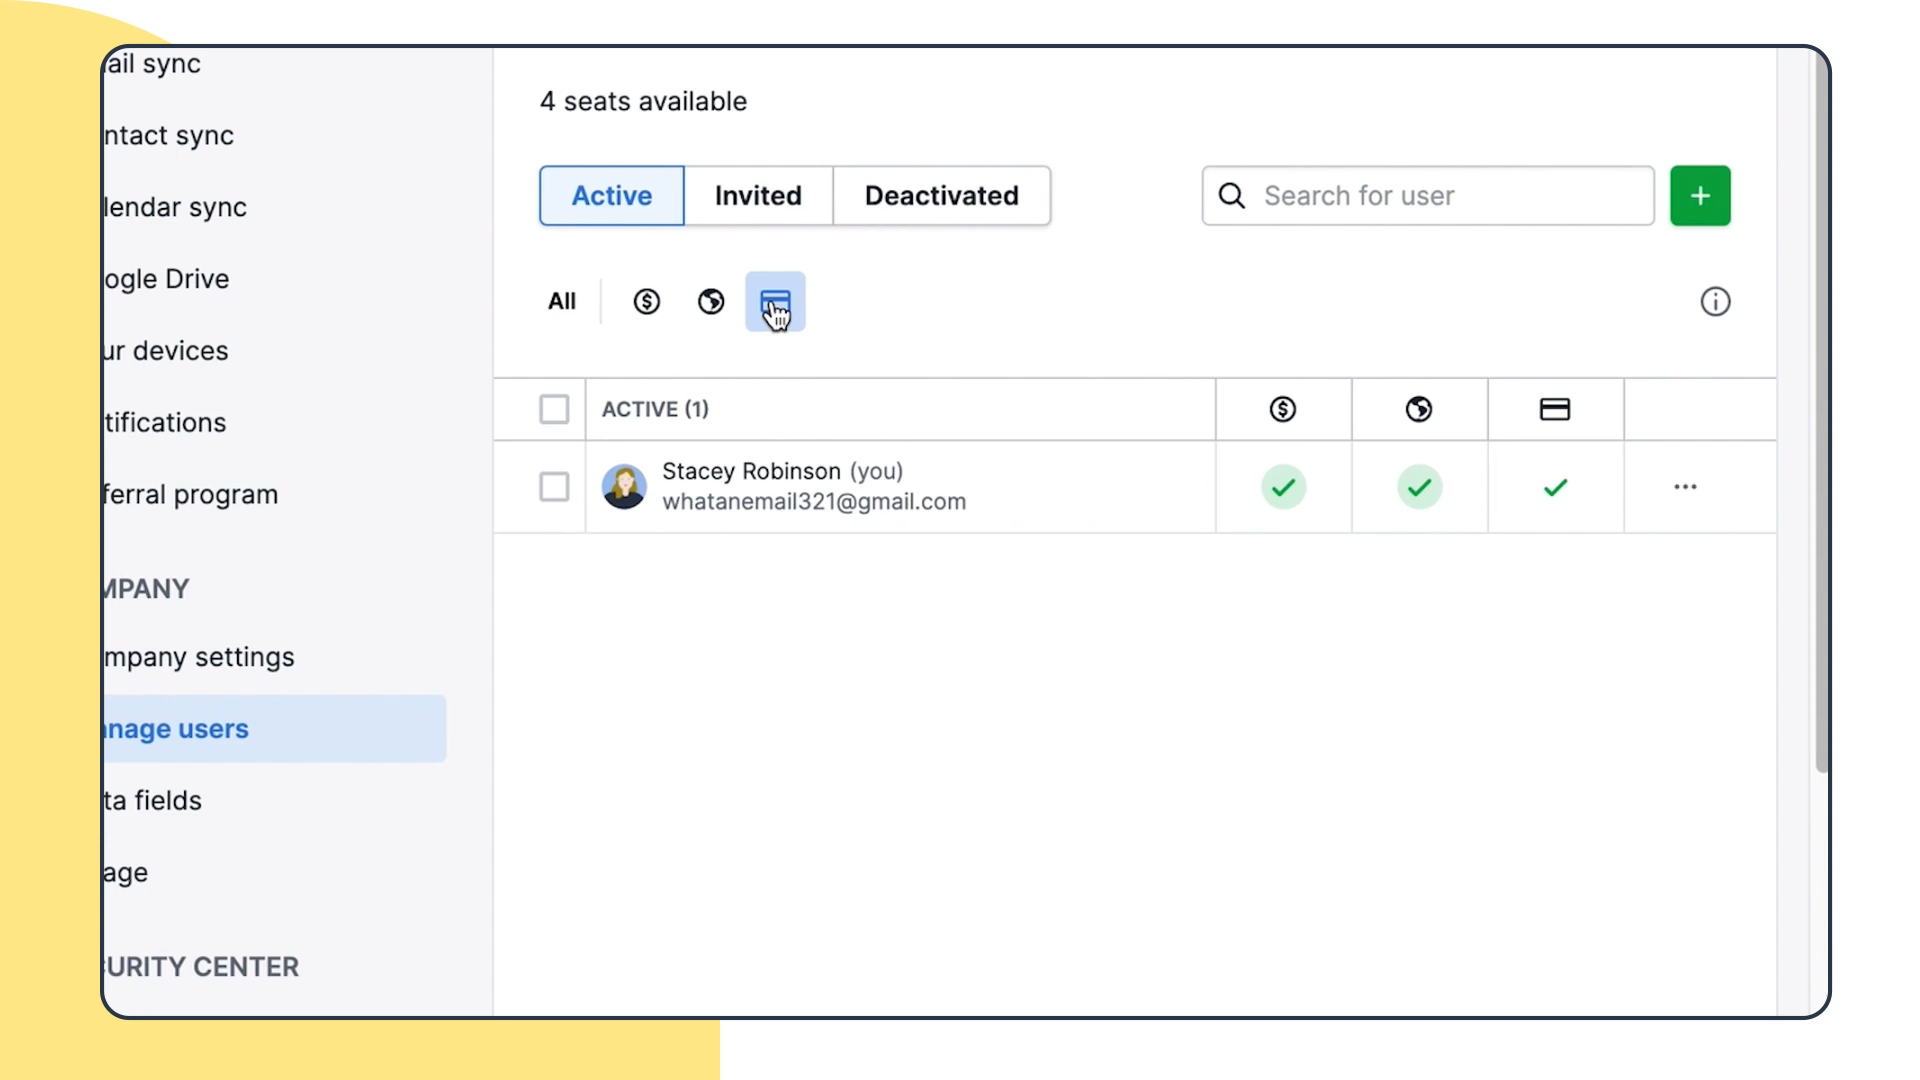 ail sync
ntact sync
lendar sync
ogle Drive
ur devices
tifications
ferral program
MPANY
mpany settings
anage users
ta fields
age
URITY CENTER
4 seats available
Active Invited Deactivated
Search for user
+
All
ACTIVE (1)
Stacey Robinson (you)
whatanemail321@gmail.com